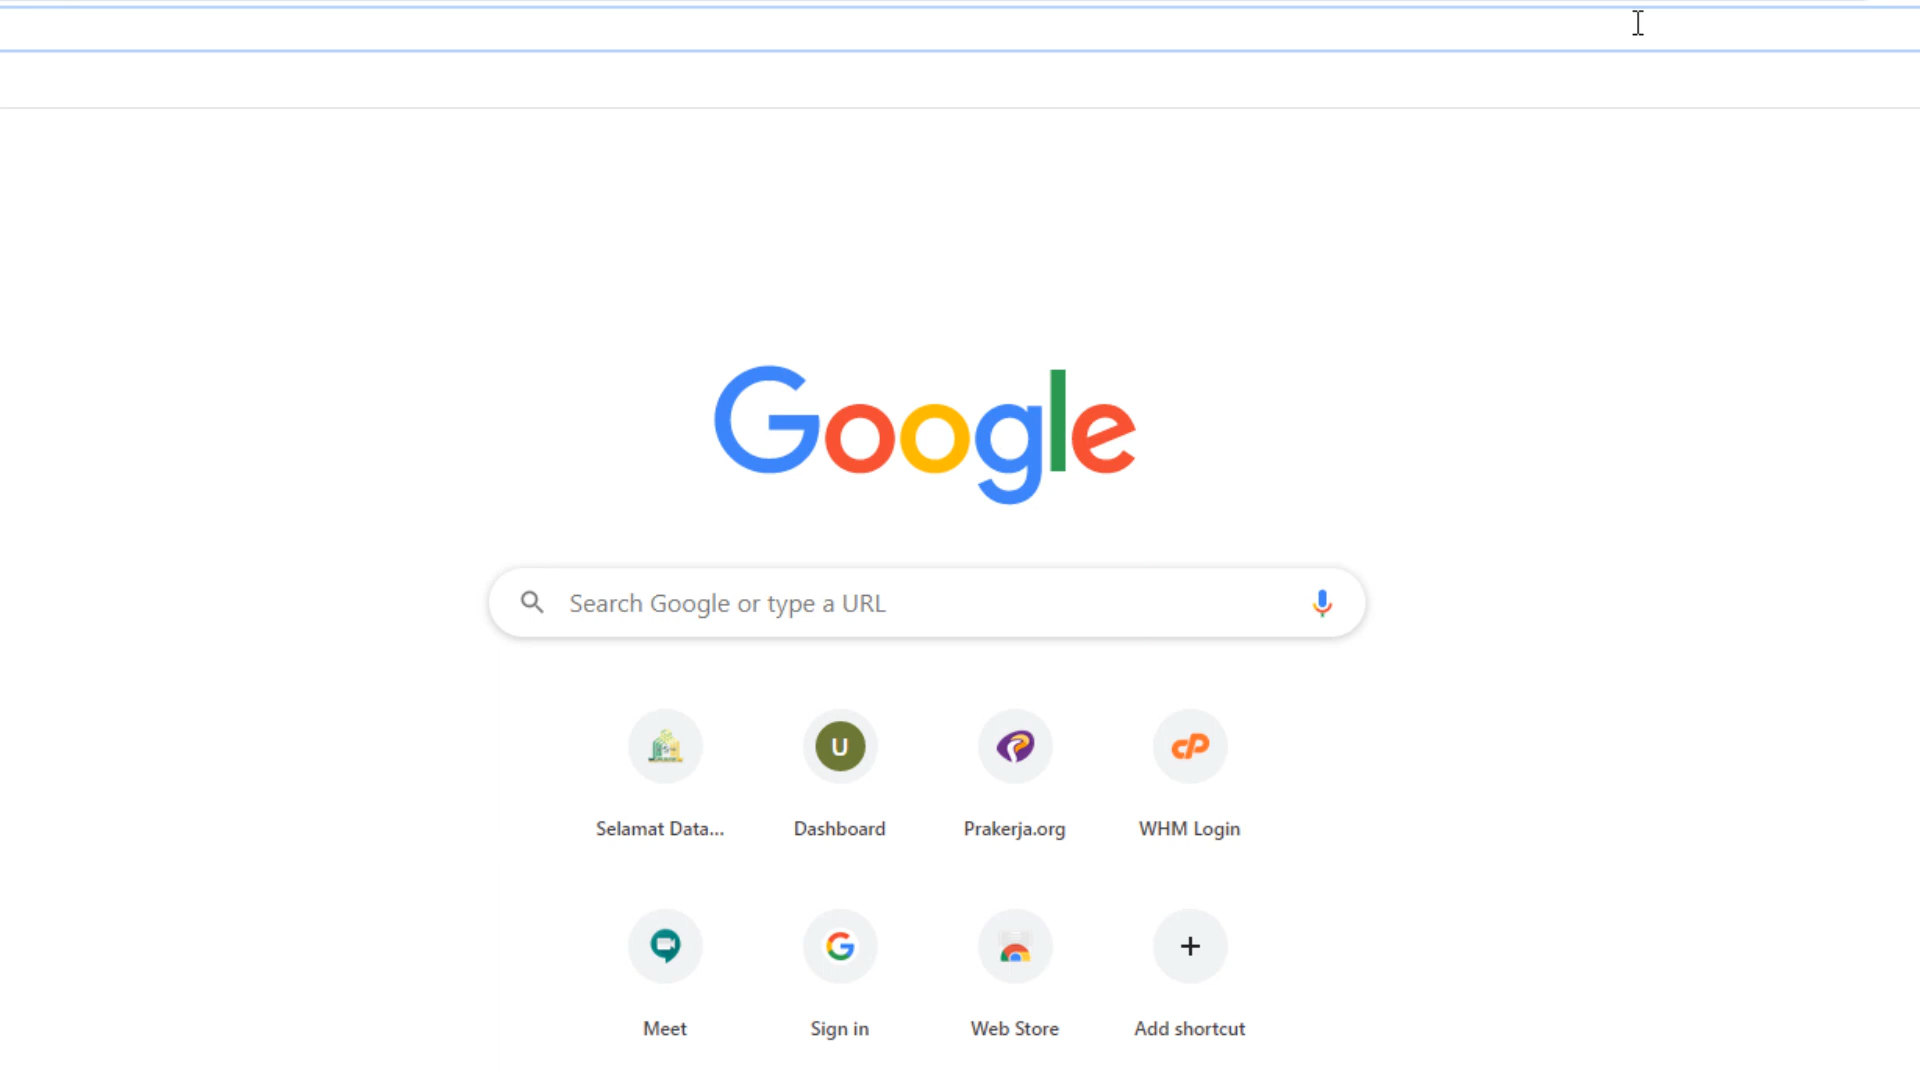 Google
Search Google or type a URL
U
Selamat Data...
Dashboard
Prakerja.org
WHM Login
Meet
Sign in
Web Store
Add shortcut